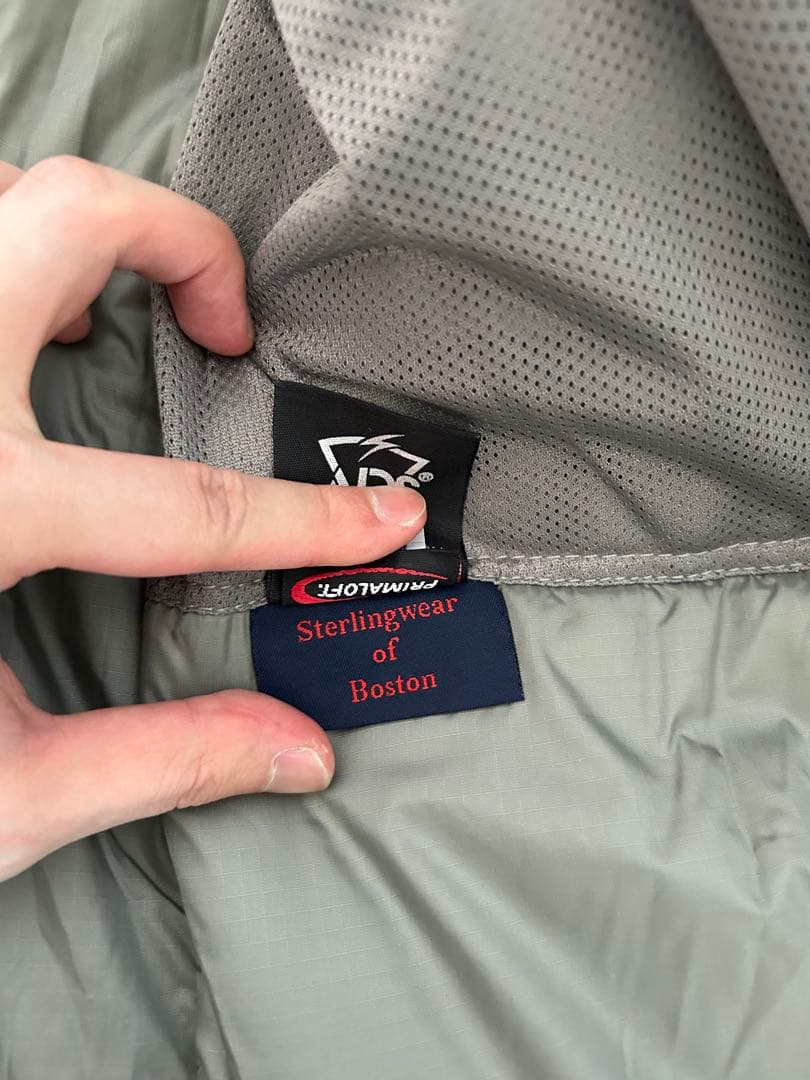 PRIMALOFT.
Sterlingwear
of
Boston